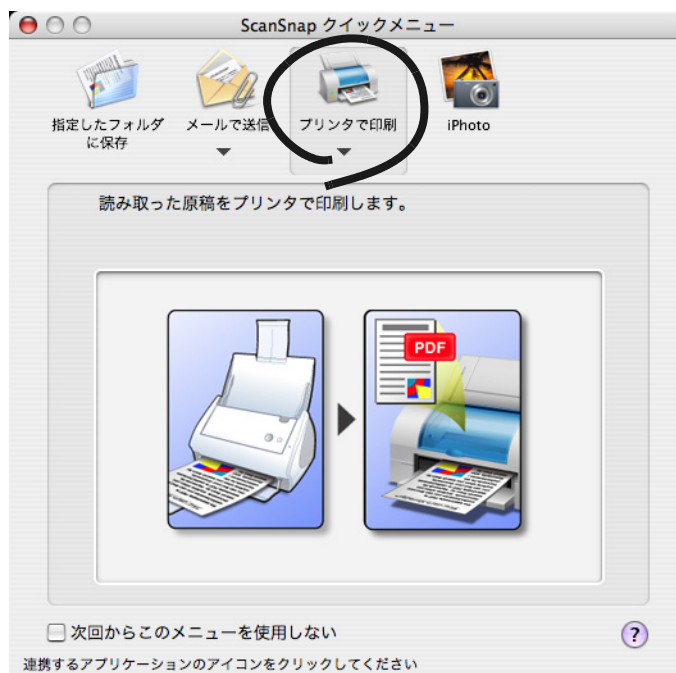 ScanSnap クイックメニュー
指定したフォルダ
に保存
メールで送信
プリンタで印刷
iPhoto
読み取った原稿をプリンタで印刷します。
PDF
次回からこのメニューを使用しない
?
連携するアプリケーションのアイコンをクリックしてください